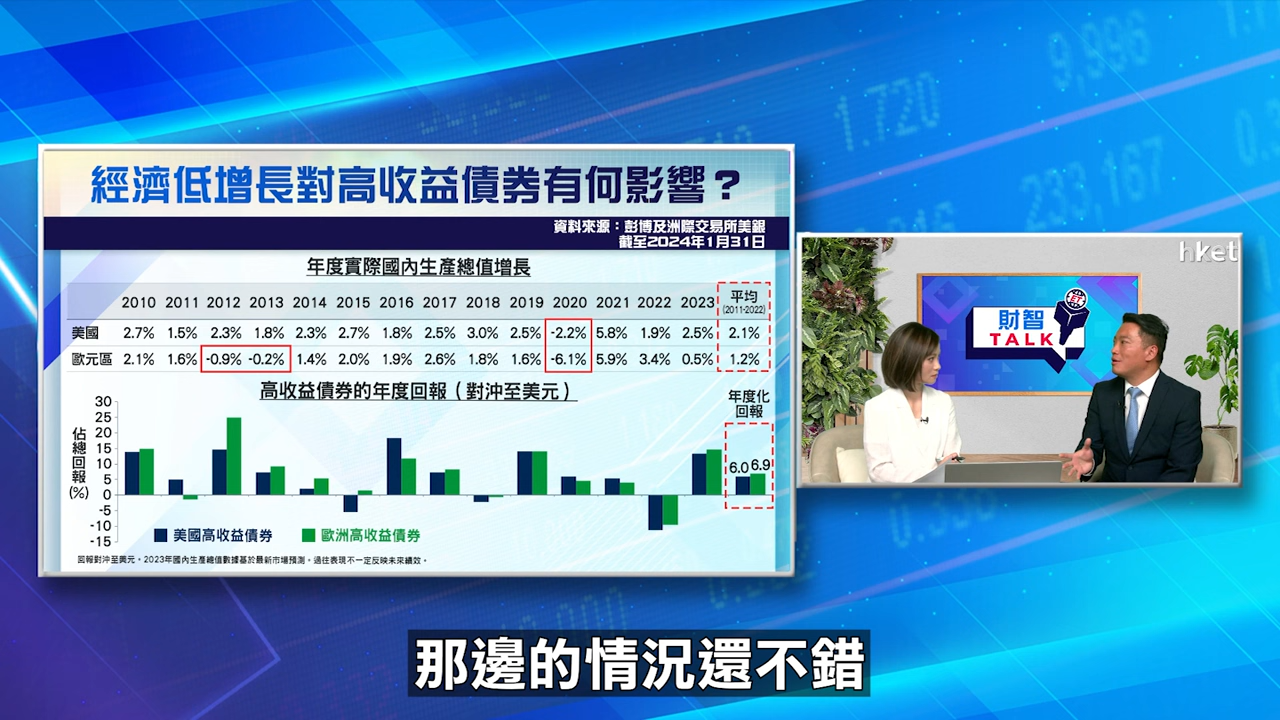 經濟低增長對高收益債券有何影響？
資料來源：彭博及洲際交易所美銀
截至2024年1月31日
年度實際國內生產總值增長
2010 2011 2012 2013 2014 2015 2016 2017 2018 2019 2020 2021 2022 2023 平均
(2011-2022)
美國 2.7% 1.5% 2.3% 1.8% 2.3% 2.7% 1.8% 2.5% 3.0% 2.5% -2.2% 5.8% 1.9% 2.5% 2.1%
歐元區 2.1% 1.6% -0.9% -0.2% 1.4% 2.0% 1.9% 2.6% 1.8% 1.6% -6.1% 5.9% 3.4% 0.5% 1.2%
高收益債券的年度回報（對沖至美元）
年度化
回報
佔總回報(%)
30
25
20
15
10
5
0
-5
-10
-15
6.0 6.9
美國高收益債券 歐洲高收益債券
回報對沖至美元。2023年國內生產總值數據基於最新市場預測。過往表現不一定反映未來績效。
hket
ET
財智
TALK
9,996
1.720
233,167
0.338
那邊的情況還不錯